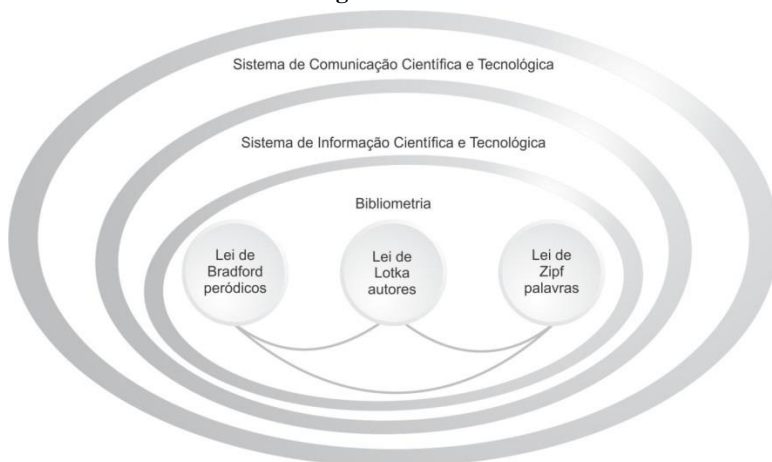 Sistema de Comunicação Científica e Tecnológica
Sistema de Informação Científica e Tecnológica
Bibliometria
Lei de
Bradford
peródicos
Lei de
Lotka
autores
Lei de
Zipf
palavras